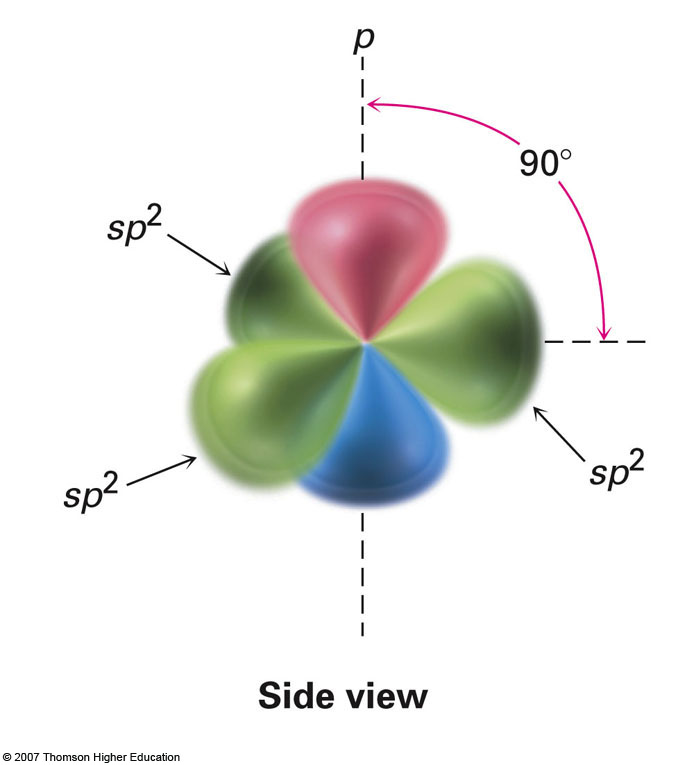 p
90°
sp²
sp²
sp²
Side view
© 2007 Thomson Higher Education